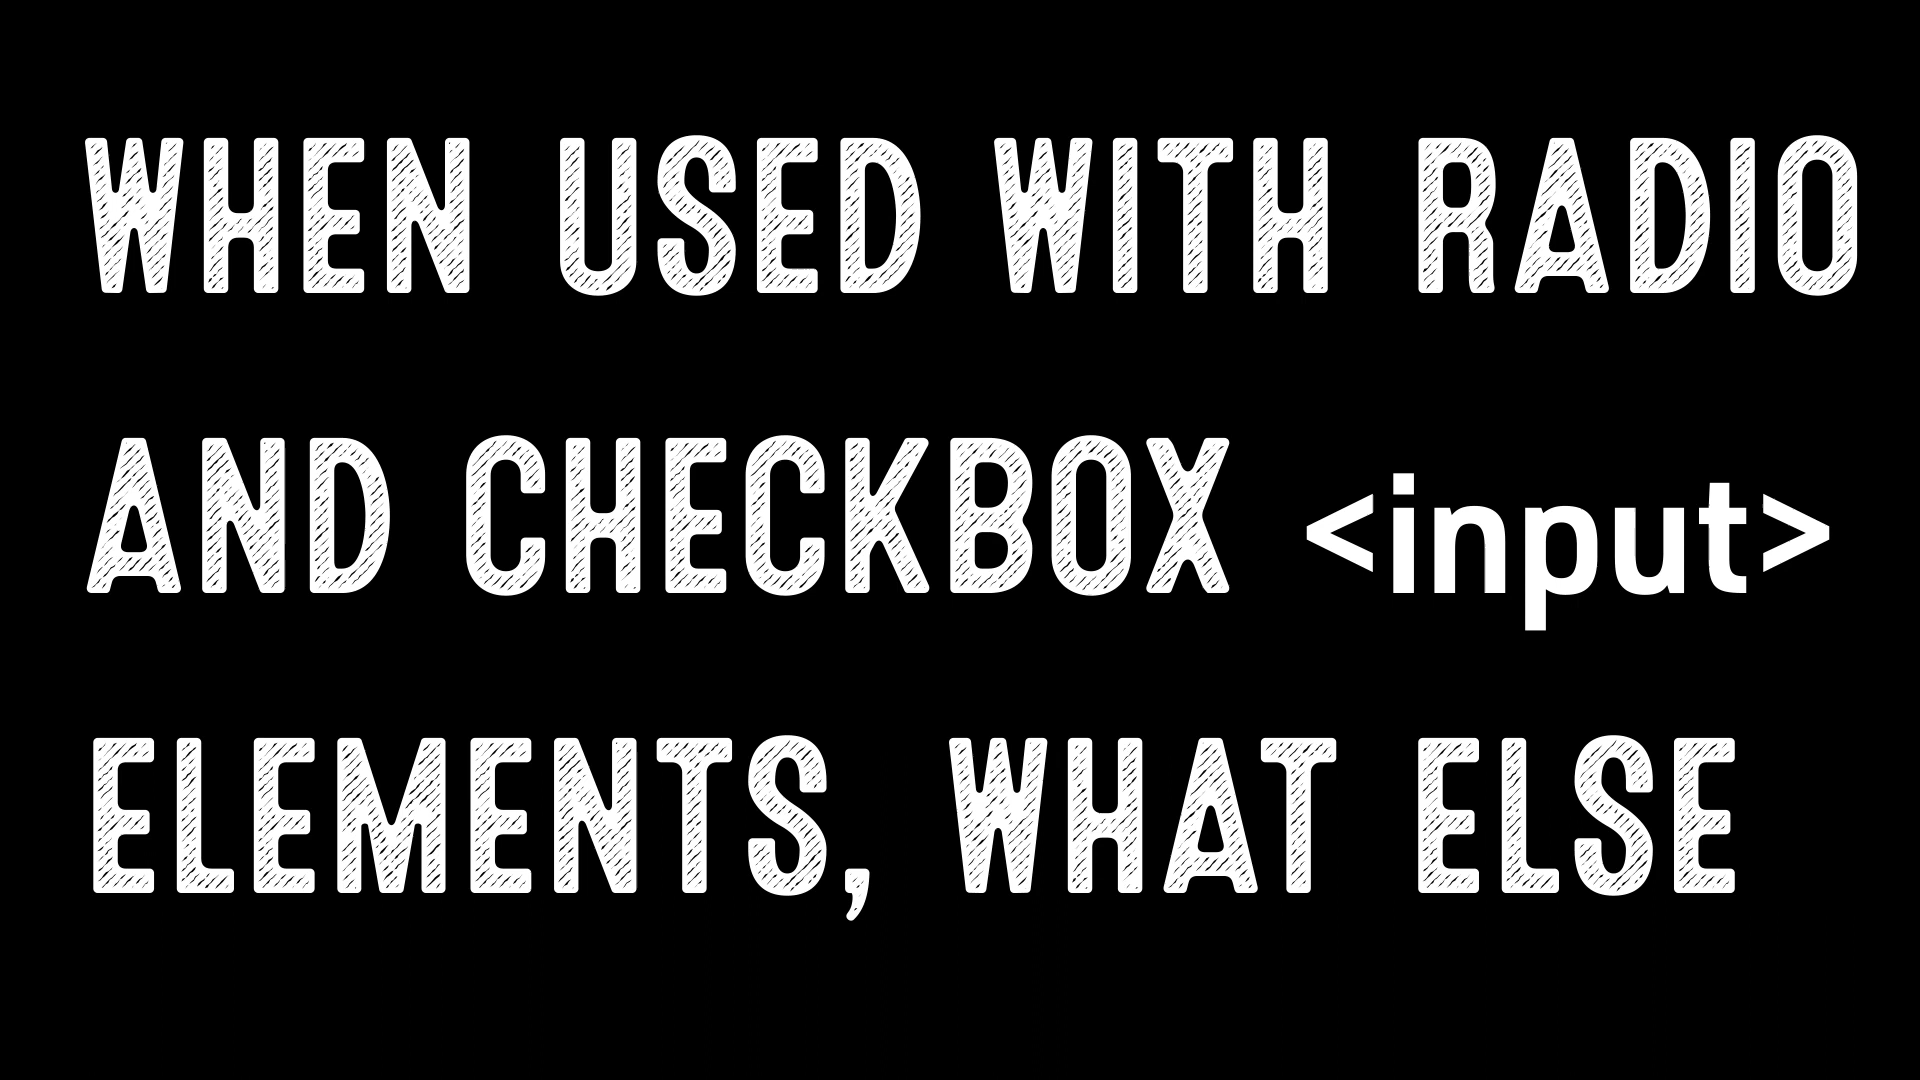 WHEN USED WITH RADIO
AND CHECKBOX <input>
ELEMENTS, WHAT ELSE